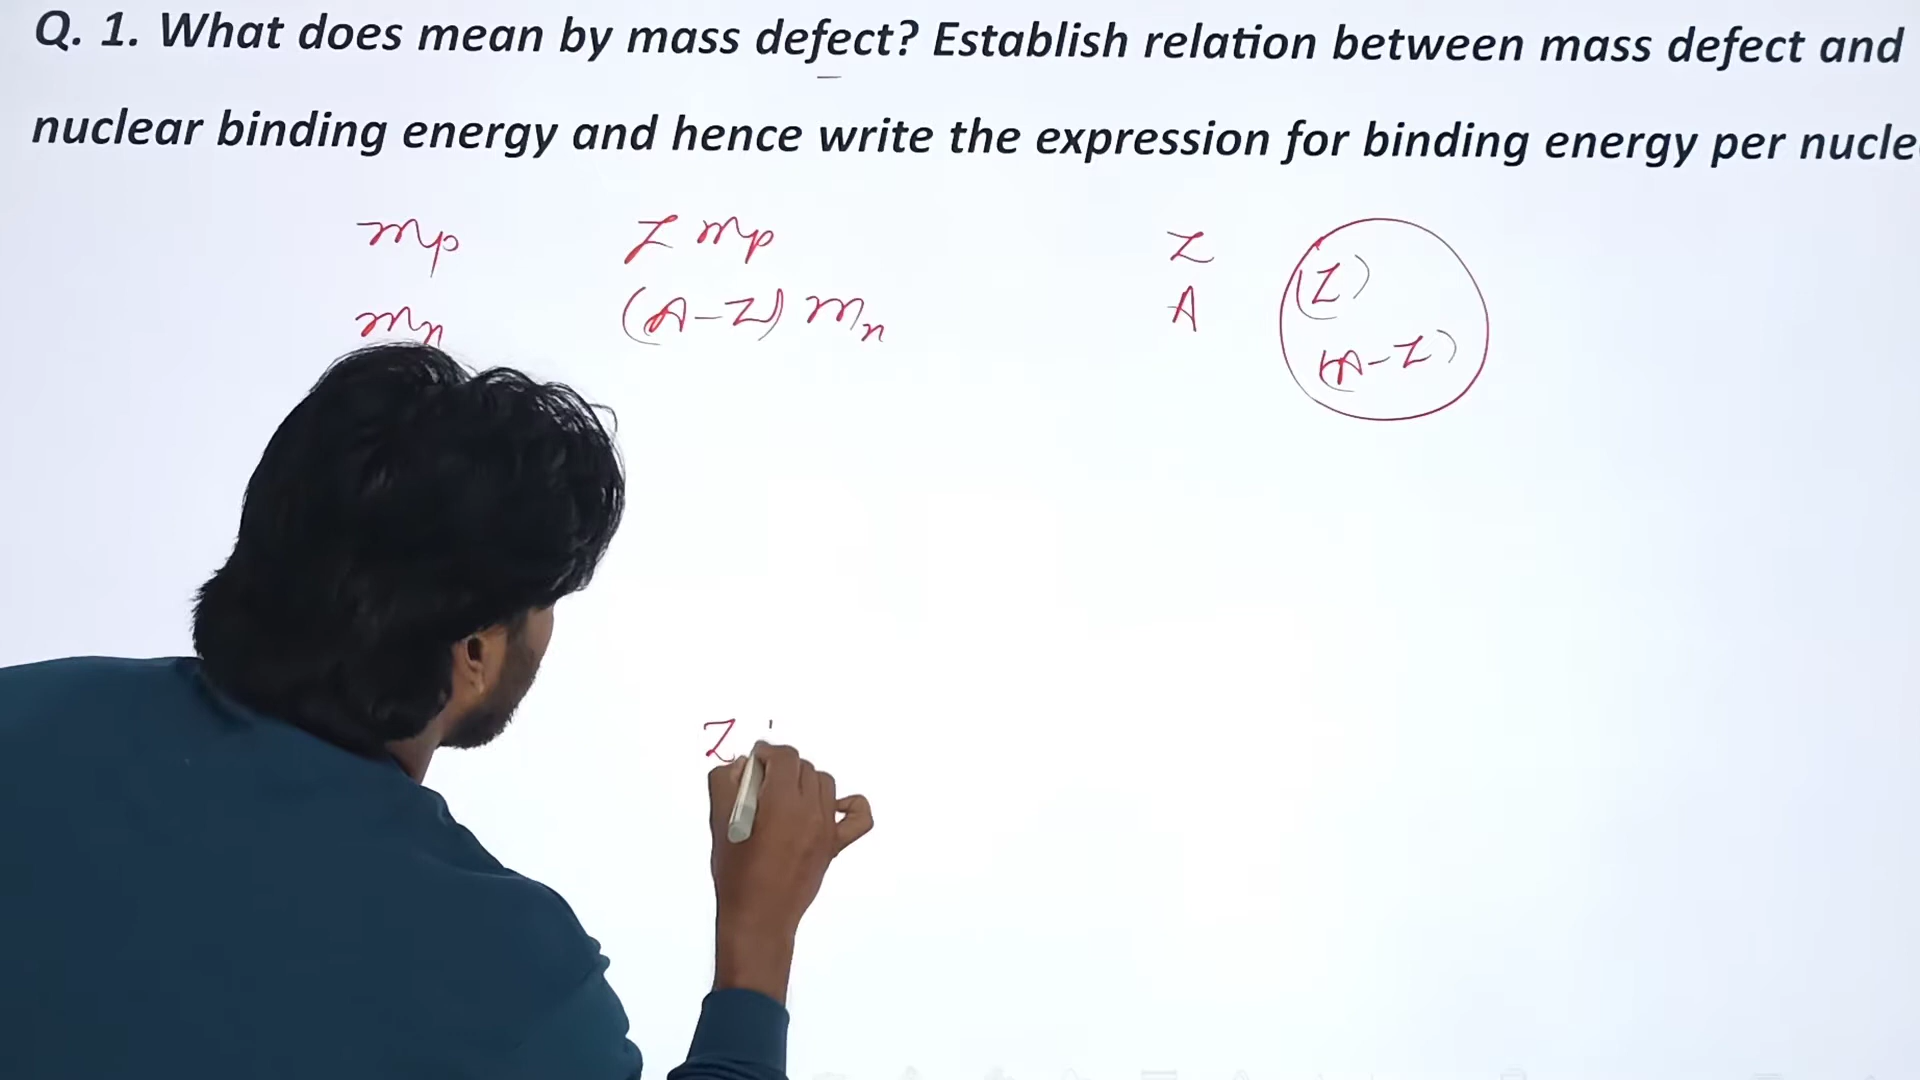 Q. 1. What does mean by mass defect? Establish relation between mass defect and
nuclear binding energy and hence write the expression for binding energy per nucle
mp Z mp Z (Z)
mn (A-Z) mn A (A-Z)
Z